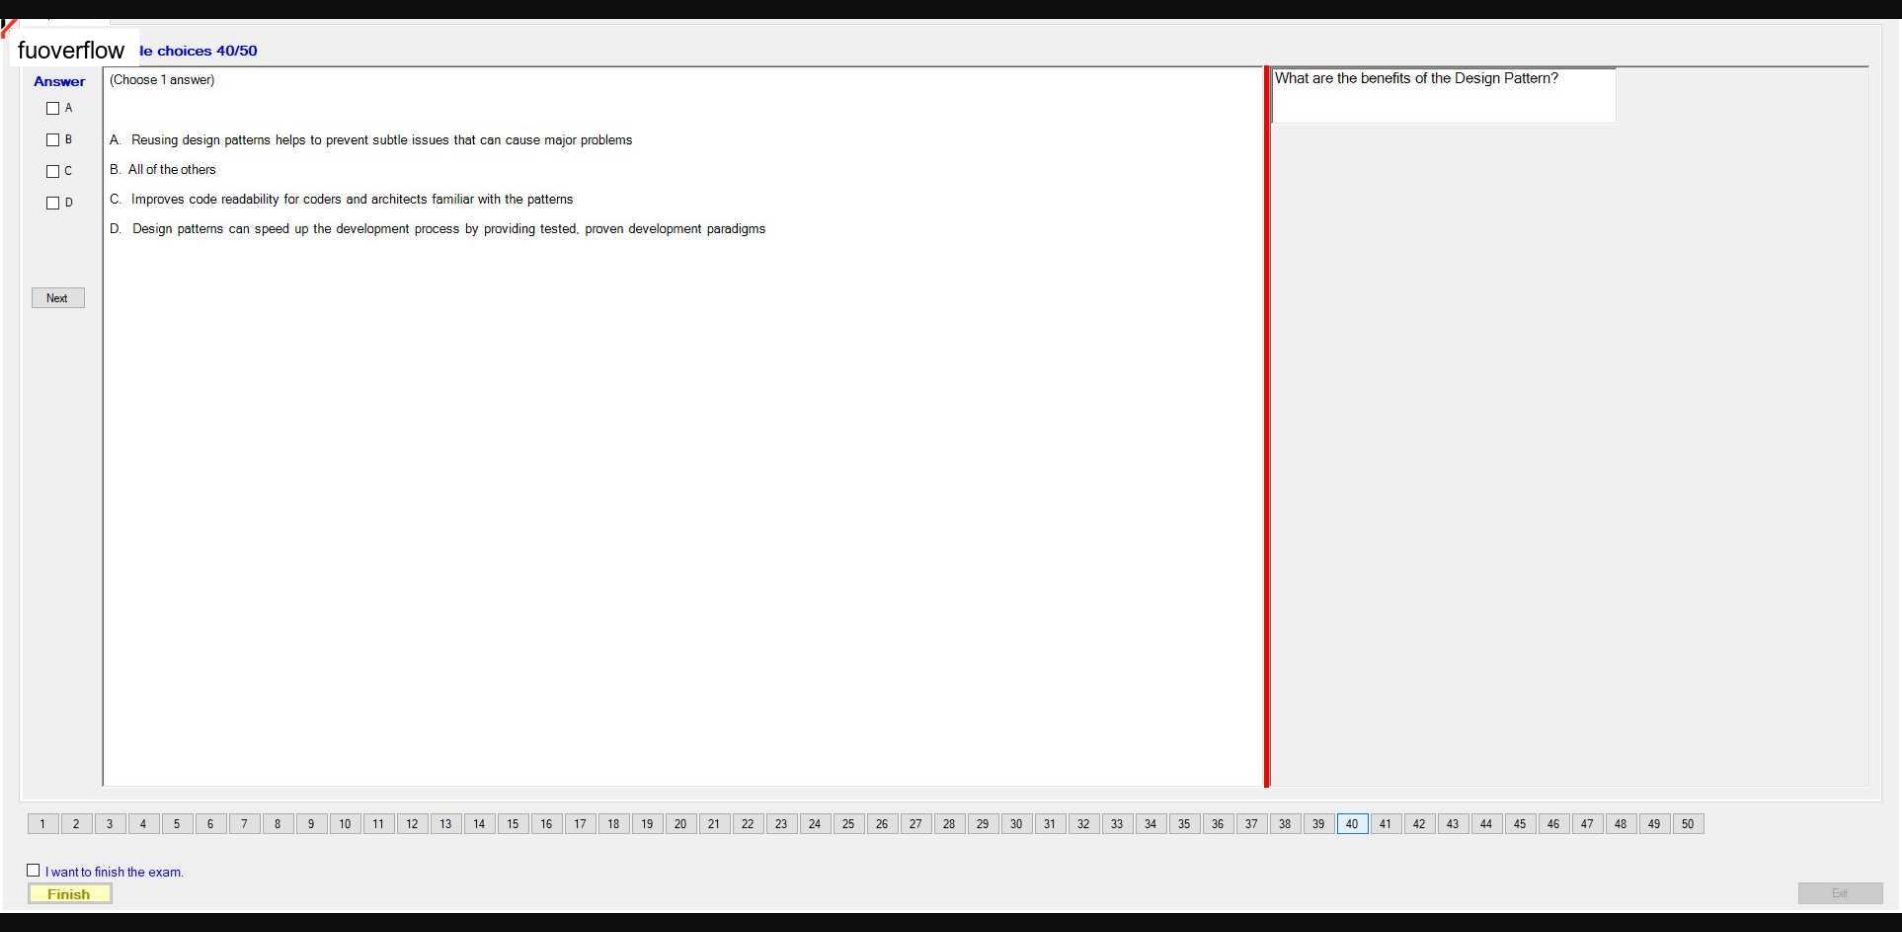 fuoverflow le choices 40/50
Answer
A
B
C
D
Next
(Choose 1 answer)
A. Reusing design patterns helps to prevent subtle issues that can cause major problems
B. All of the others
C. Improves code readability for coders and architects familiar with the patterns
D. Design patterns can speed up the development process by providing tested, proven development paradigms
What are the benefits of the Design Pattern?
1 2 3 4 5 6 7 8 9 10 11 12 13 14 15 16 17 18 19 20 21 22 23 24 25 26 27 28 29 30 31 32 33 34 35 36 37 38 39 40 41 42 43 44 45 46 47 48 49 50
I want to finish the exam.
Finish
Exit